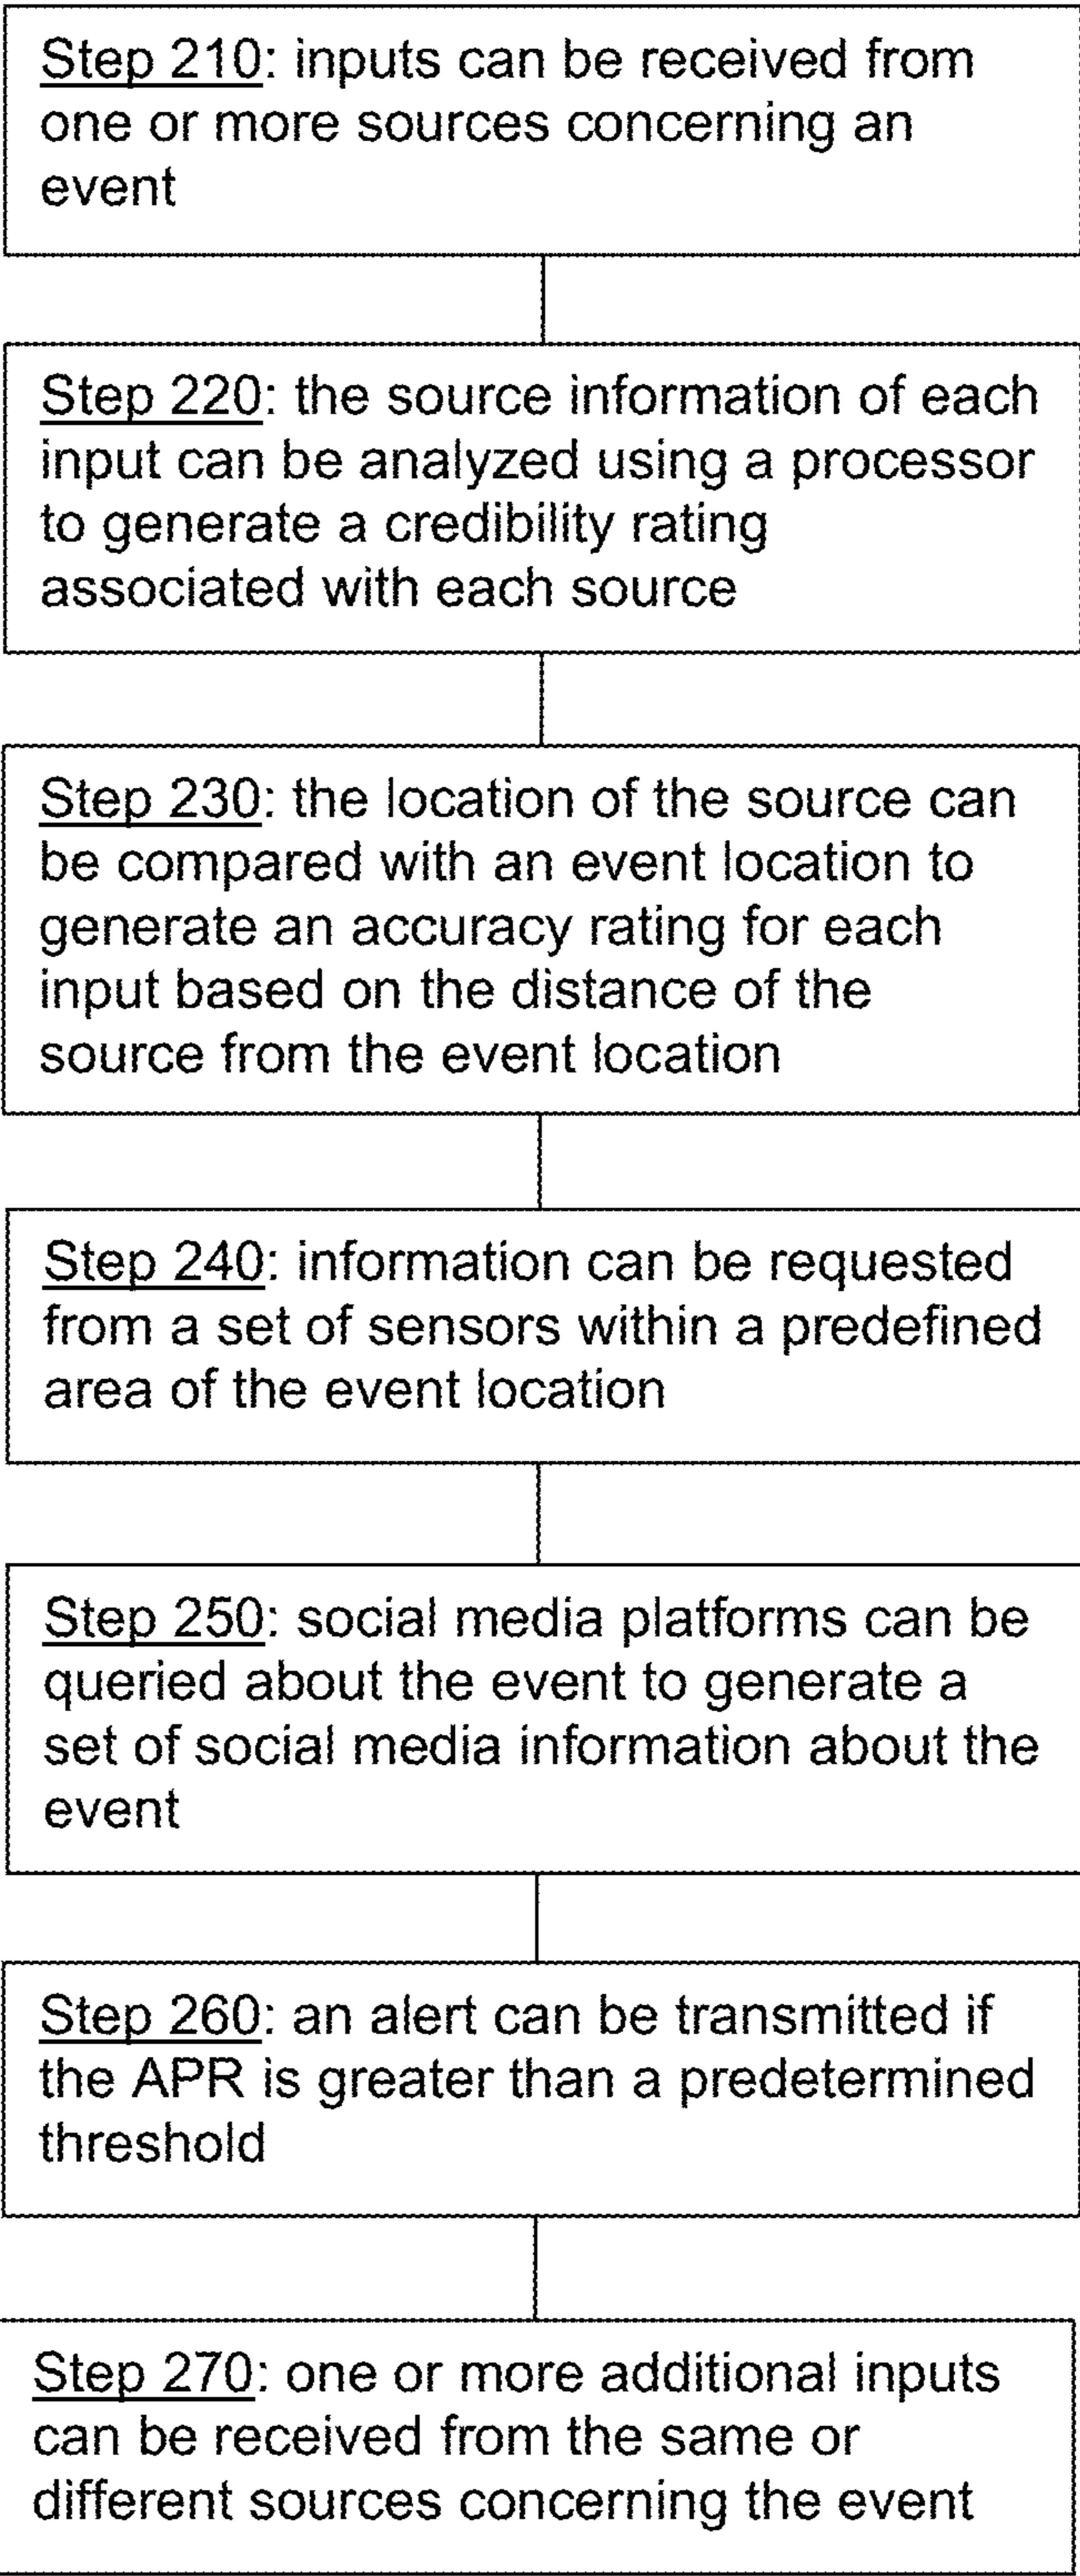 Step 210: inputs can be received from
one or more sources concerning an
event
Step 220: the source information of each
input can be analyzed using a processor
to generate a credibility rating
associated with each source
Step 230: the location of the source can
be compared with an event location to
generate an accuracy rating for each
input based on the distance of the
source from the event location
Step 240: information can be requested
from a set of sensors within a predefined
area of the event location
Step 250: social media platforms can be
queried about the event to generate a
set of social media information about the
event
Step 260: an alert can be transmitted if
the APR is greater than a predetermined
threshold
Step 270: one or more additional inputs
can be received from the same or
different sources concerning the event